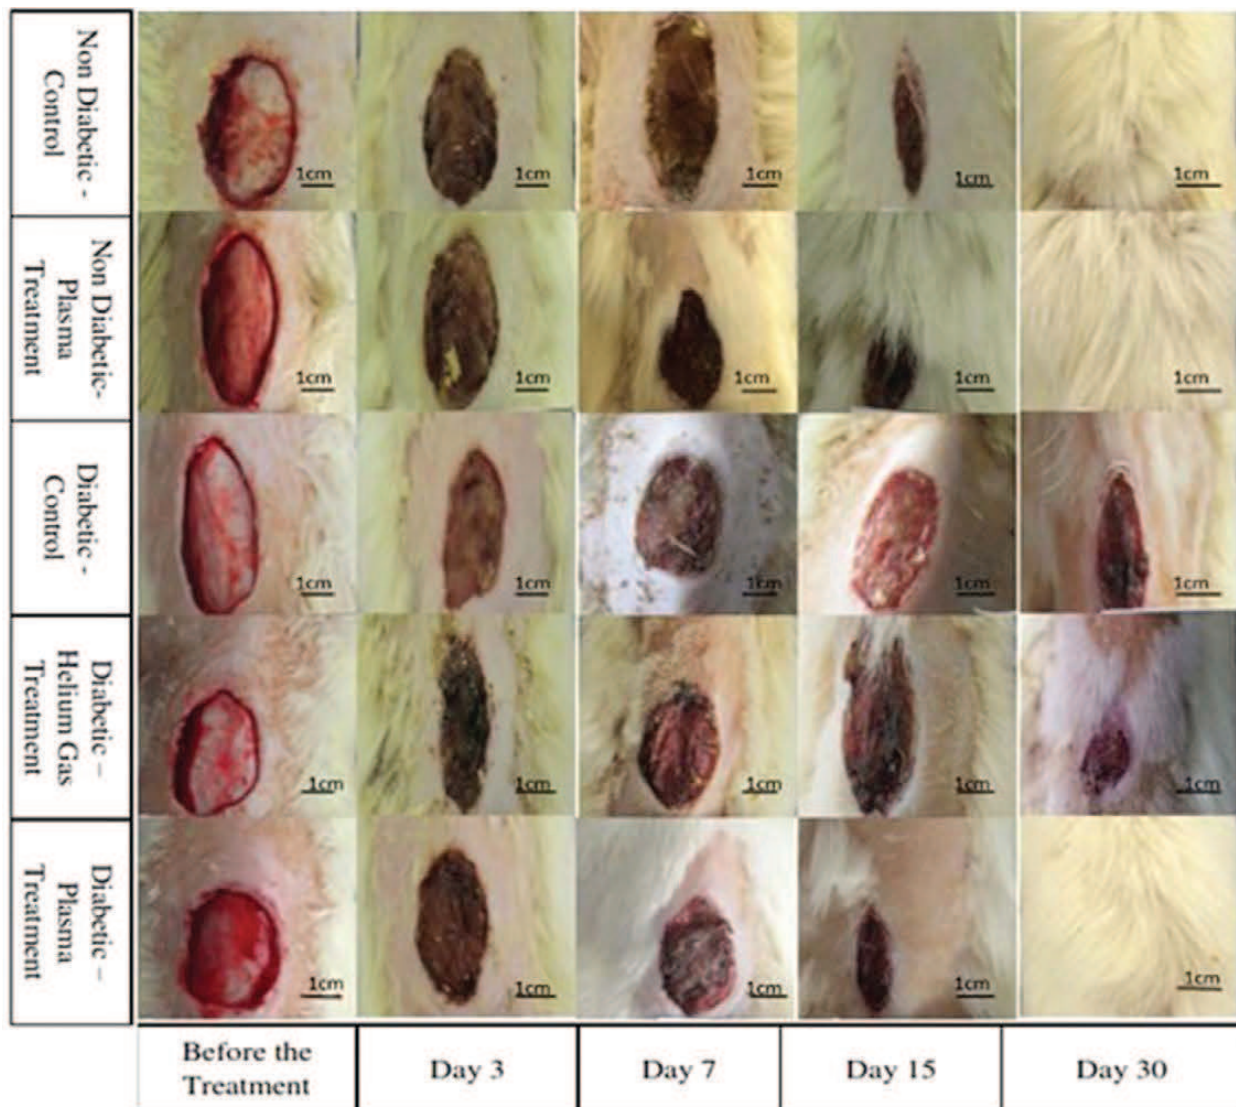 Non Diabetic -
Control
1cm
1cm
1cm
1cm
1cm
Non Diabetic-
Plasma
Treatment
1cm
1cm
1cm
1cm
1cm
Diabetic -
Control
1cm
1cm
1cm
1cm
1cm
Diabetic –
Helium Gas
Treatment
1cm
1cm
1cm
1cm
1cm
Diabetic –
Plasma
Treatment
1cm
1cm
1cm
1cm
1cm
Before the
Treatment
Day 3
Day 7
Day 15
Day 30